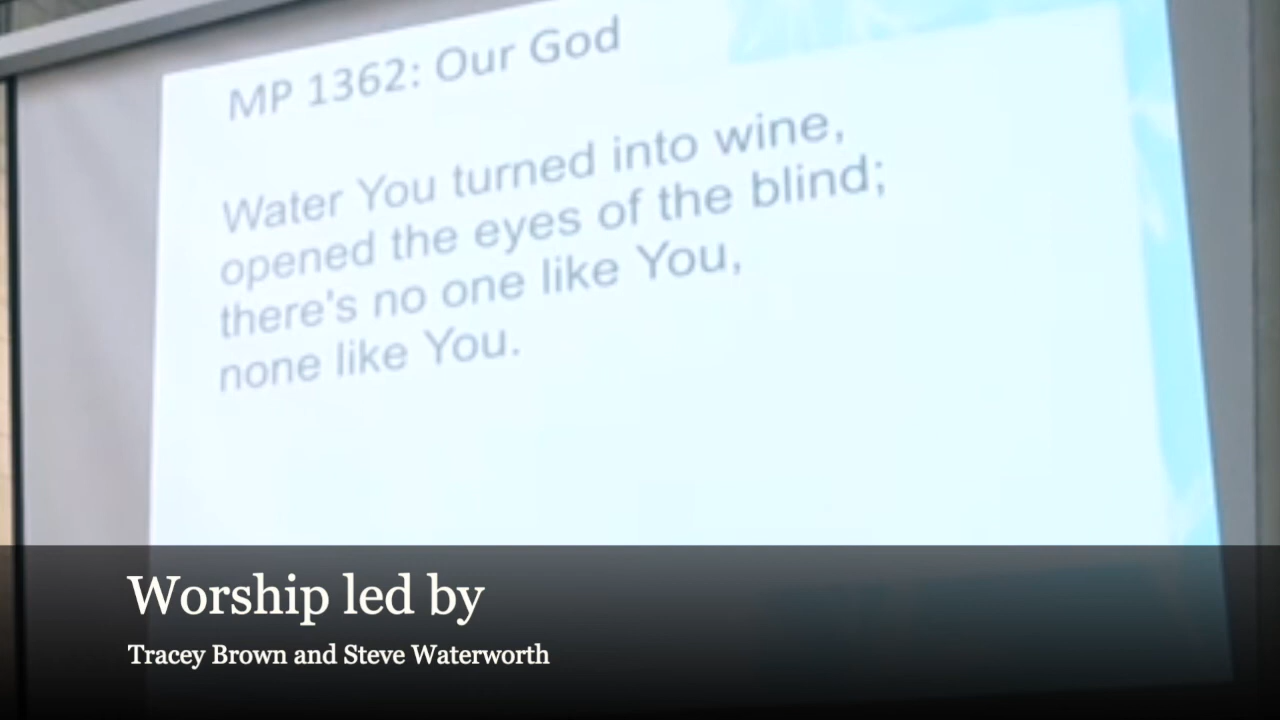 MP 1362: Our God
Water You turned into wine,
opened the eyes of the blind;
there's no one like You,
none like You.
Worship led by
Tracey Brown and Steve Waterworth